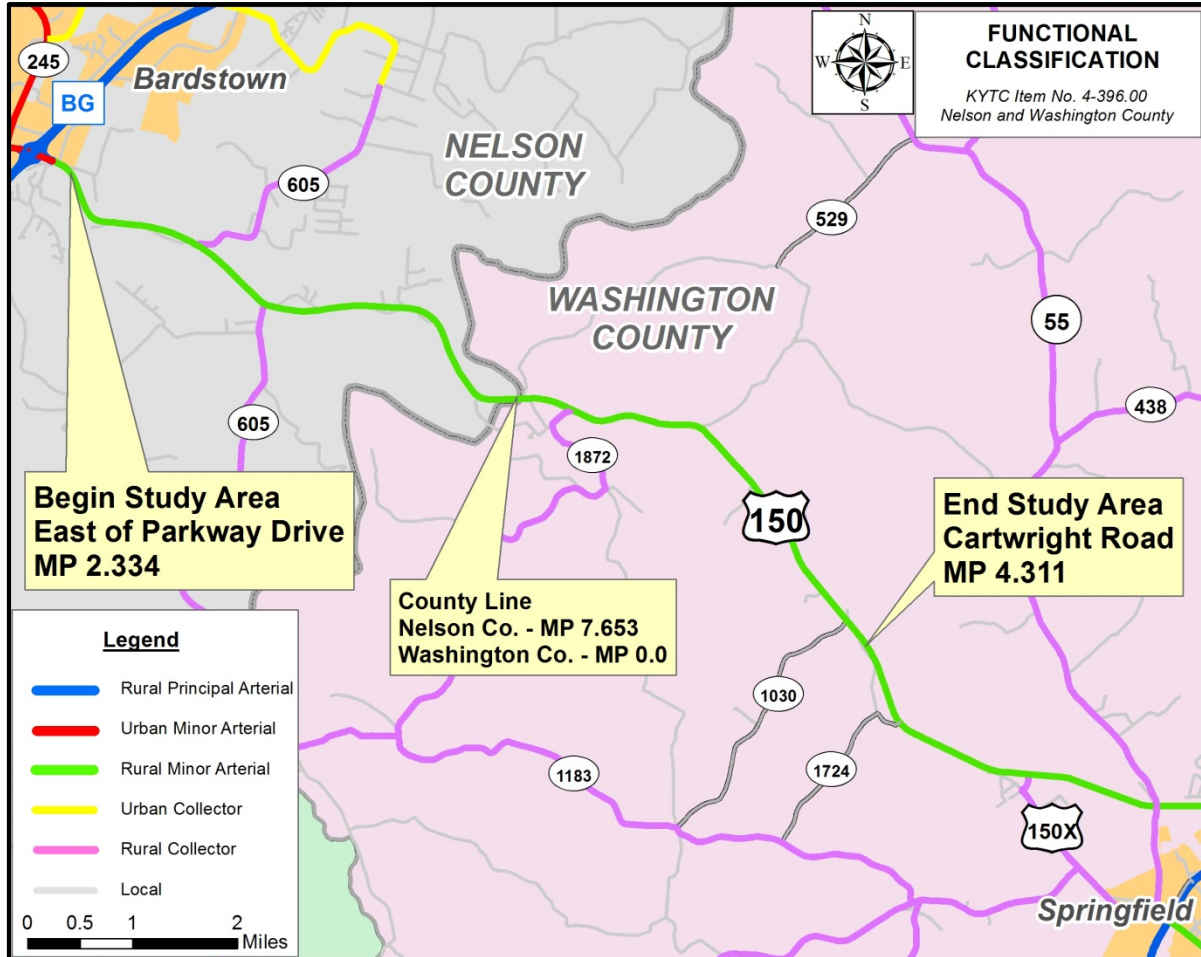 FUNCTIONAL
CLASSIFICATION
KYTC Item No. 4-396.00
Nelson and Washington County
N
W
E
S
245
Bardstown
BG
NELSON
COUNTY
605
529
WASHINGTON
COUNTY
55
438
605
1872
150
Begin Study Area
East of Parkway Drive
MP 2.334
End Study Area
Cartwright Road
MP 4.311
County Line
Nelson Co. - MP 7.653
Washington Co. - MP 0.0
1030
1724
1183
150X
Springfield
Legend
Rural Principal Arterial
Urban Minor Arterial
Rural Minor Arterial
Urban Collector
Rural Collector
Local
0 0.5 1 2
Miles